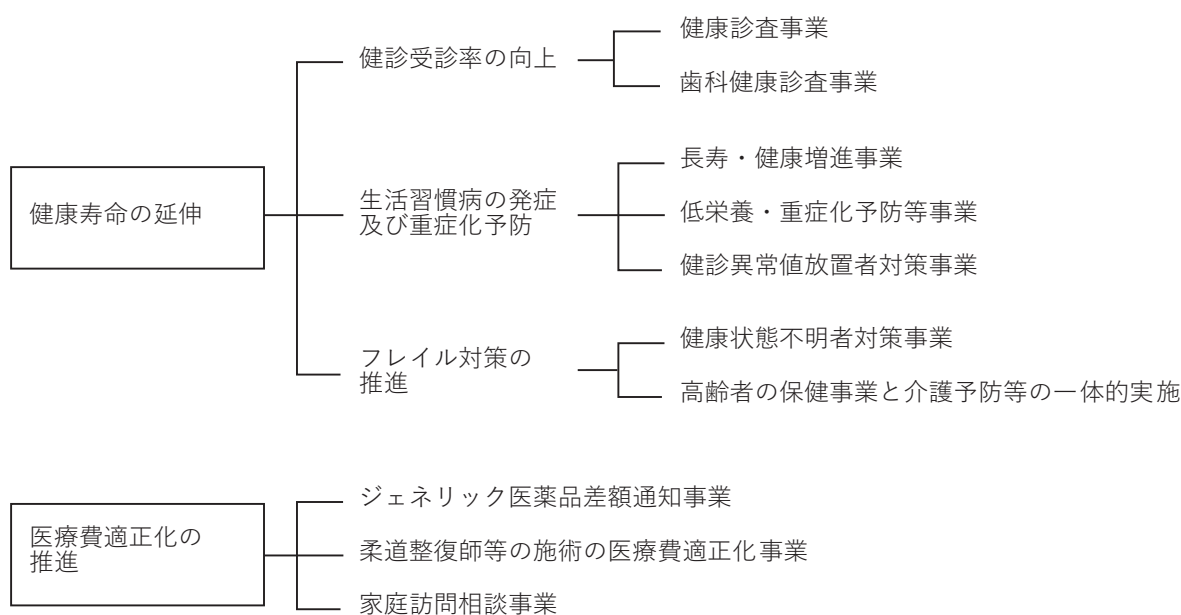 健康寿命の延伸
健診受診率の向上
健康診査事業
歯科健康診査事業
生活習慣病の発症
及び重症化予防
長寿・健康増進事業
低栄養・重症化予防等事業
健診異常値放置者対策事業
フレイル対策の
推進
健康状態不明者対策事業
高齢者の保健事業と介護予防等の一体的実施
医療費適正化の
推進
ジェネリック医薬品差額通知事業
柔道整復師等の施術の医療費適正化事業
家庭訪問相談事業